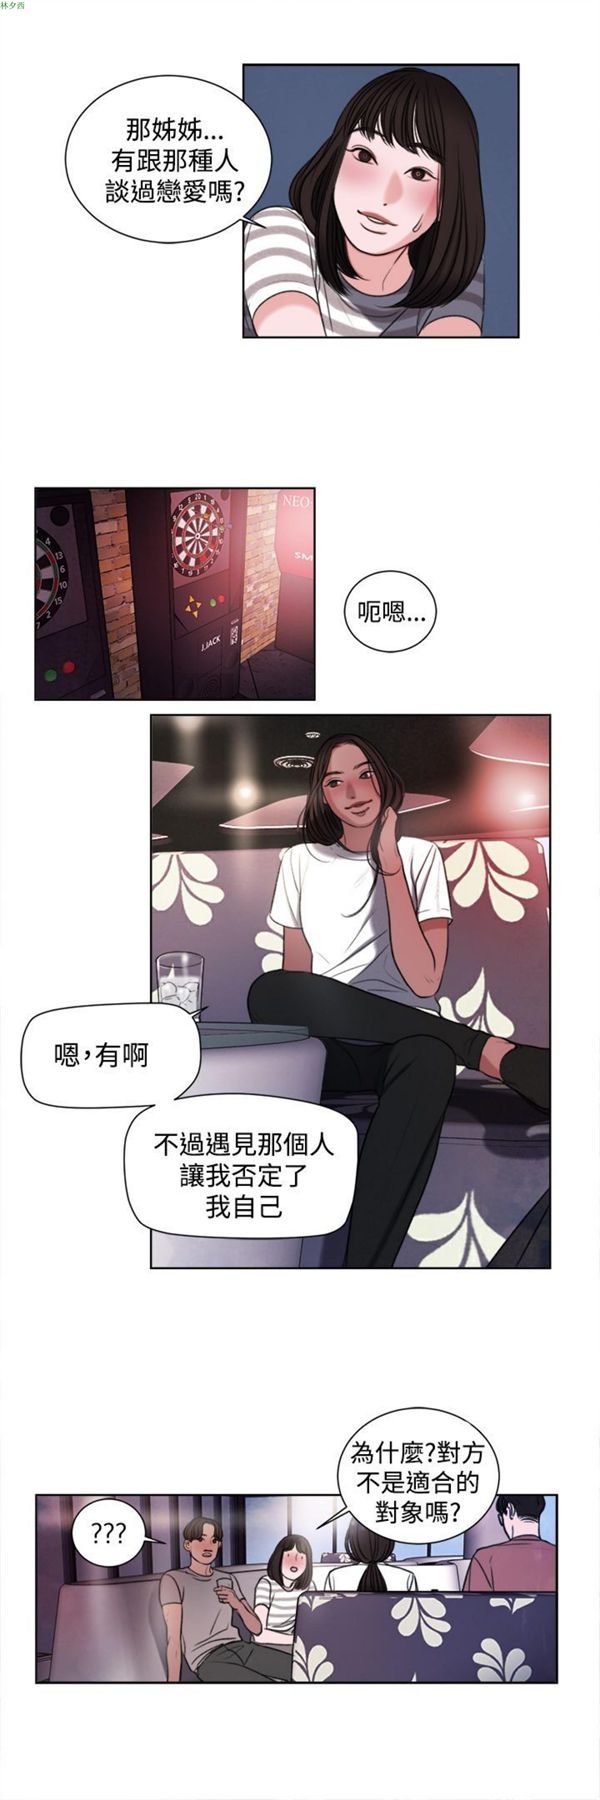 林夕西
那姊姊...
有跟那種人
談過戀愛嗎?
NEO
SM
J.JACK
呃嗯...
嗯,有啊
不過遇見那個人
讓我否定了
我自己
為什麼?對方
不是適合的
對象嗎?
???